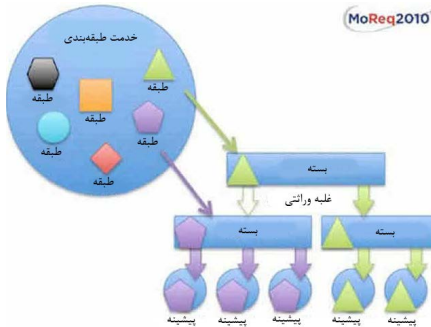 MoReq2010
خدمت طبقه‌بندی
طبقه
طبقه
طبقه
طبقه
طبقه
طبقه
بسته
غلبه وراثتی
بسته
بسته
پیشینه
پیشینه
پیشینه
پیشینه
پیشینه